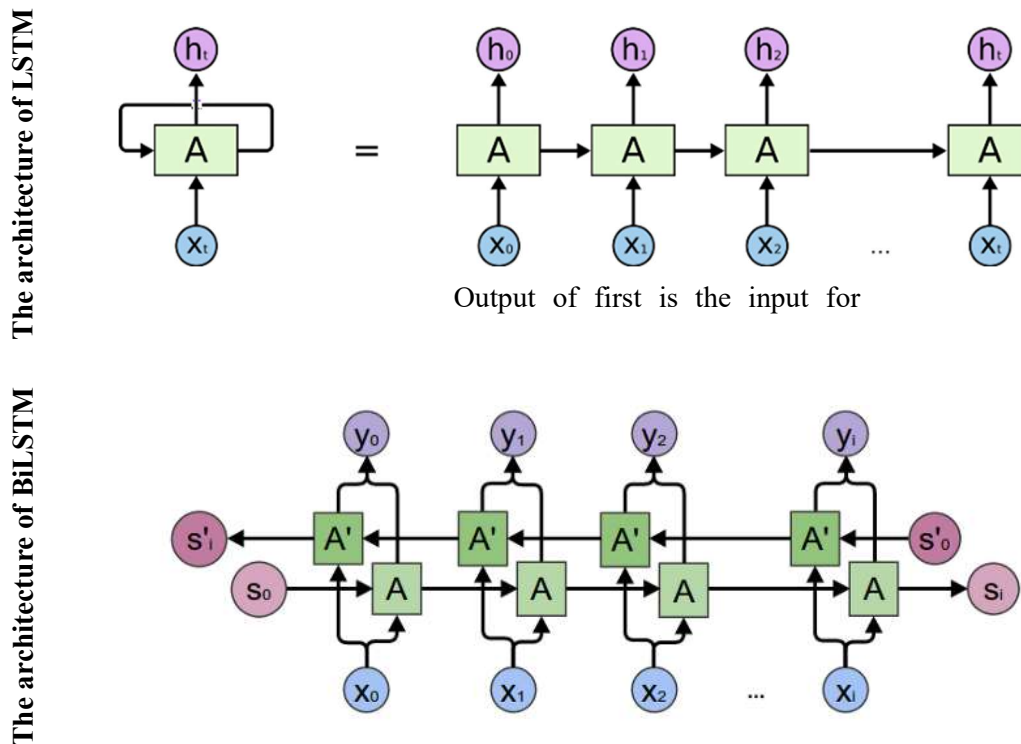 The architecture of LSTM
hₜ
A
xₜ
=
h₀ h₁ h₂ hₜ
A A A A
x₀ x₁ x₂ ... xₜ
Output of first is the input for
The architecture of BiLSTM
y₀ y₁ y₂ yᵢ
s'ᵢ A' A' A' A' s'₀
s₀ A A A A sᵢ
x₀ x₁ x₂ ... xᵢ